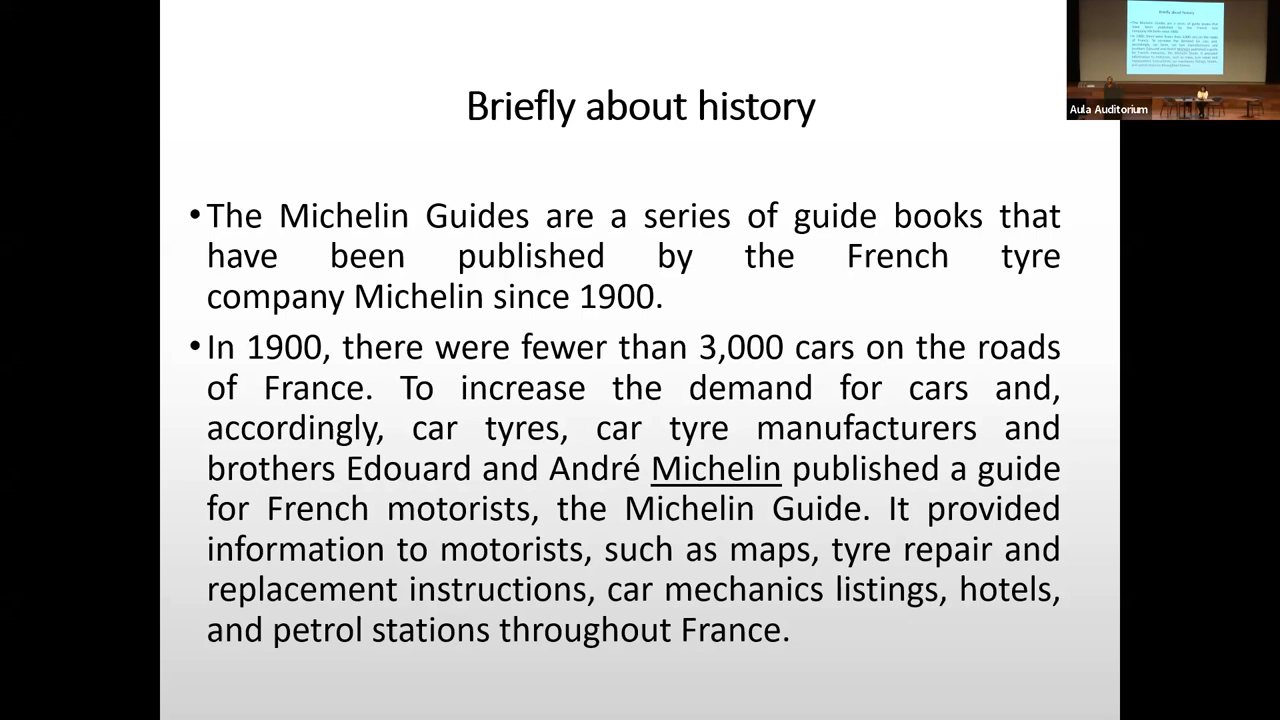 Briefly about history
• The Michelin Guides are a series of guide books that
have been published by the French tyre
company Michelin since 1900.
• In 1900, there were fewer than 3,000 cars on the roads
of France. To increase the demand for cars and,
accordingly, car tyres, car tyre manufacturers and
brothers Edouard and André Michelin published a guide
for French motorists, the Michelin Guide. It provided
information to motorists, such as maps, tyre repair and
replacement instructions, car mechanics listings, hotels,
and petrol stations throughout France.
Briefly about history
Aula Auditorium